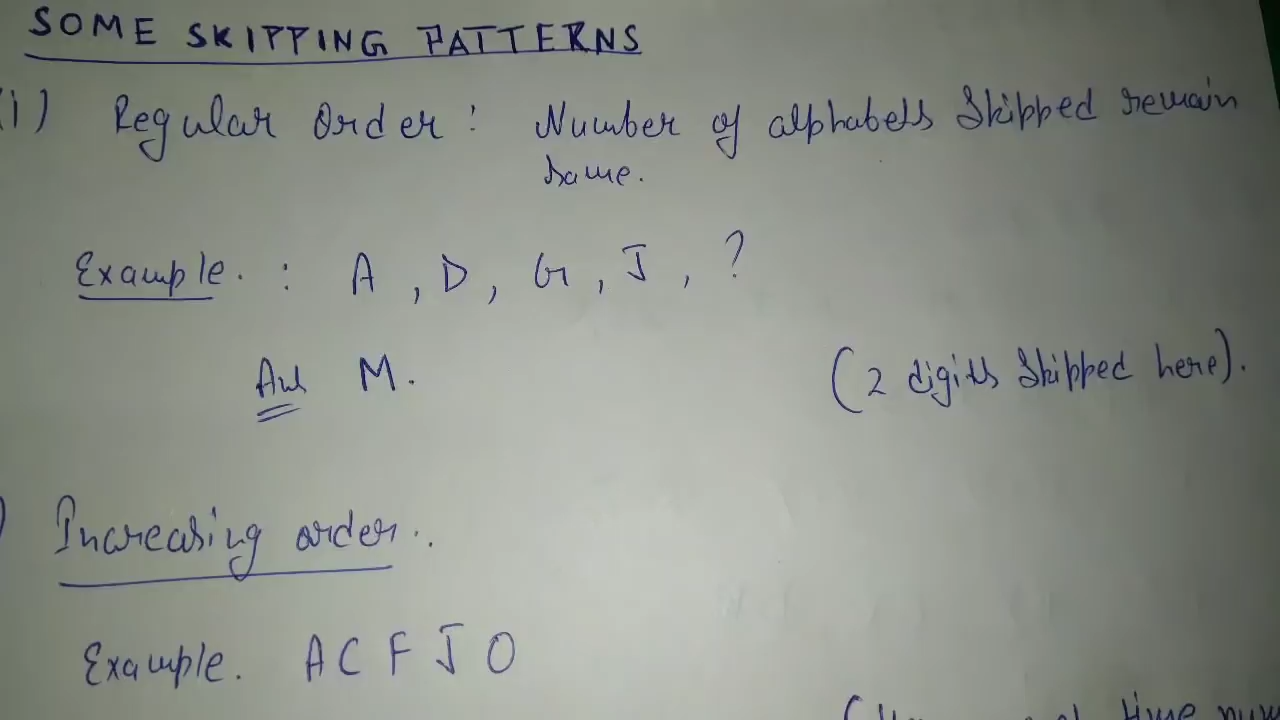 SOME SKIPPING PATTERNS
(i) Regular Order : Number of alphabets Skipped remain
same.
Example. : A , D, G, J, ?
Ans M. (2 digits skipped here).
) Increasing order..
Example. A C F J O